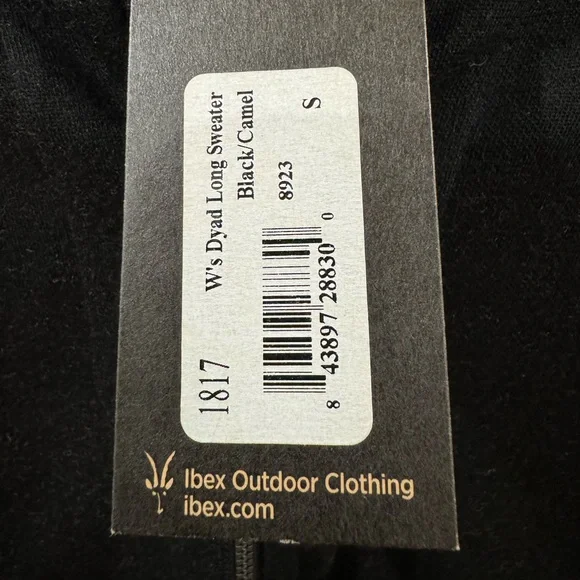 1817
W's Dyad Long Sweater
Black/Camel
8923
S
8 43897 28830 0
Ibex Outdoor Clothing
ibex.com